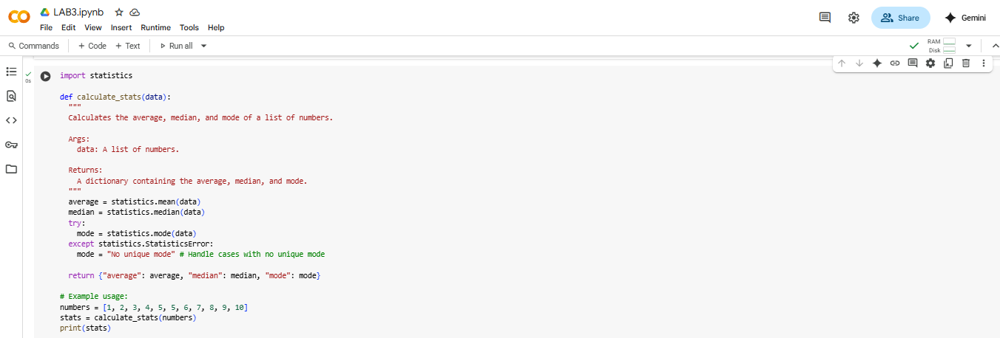 LAB3.ipynb
File Edit View Insert Runtime Tools Help
Share
Gemini
Commands + Code + Text Run all
RAM
Disk
0s
import statistics
def calculate_stats(data):
"""
Calculates the average, median, and mode of a list of numbers.
Args:
data: A list of numbers.
Returns:
A dictionary containing the average, median, and mode.
"""
average = statistics.mean(data)
median = statistics.median(data)
try:
mode = statistics.mode(data)
except statistics.StatisticsError:
mode = "No unique mode" # Handle cases with no unique mode
return {"average": average, "median": median, "mode": mode}
# Example usage:
numbers = [1, 2, 3, 4, 5, 5, 6, 7, 8, 9, 10]
stats = calculate_stats(numbers)
print(stats)